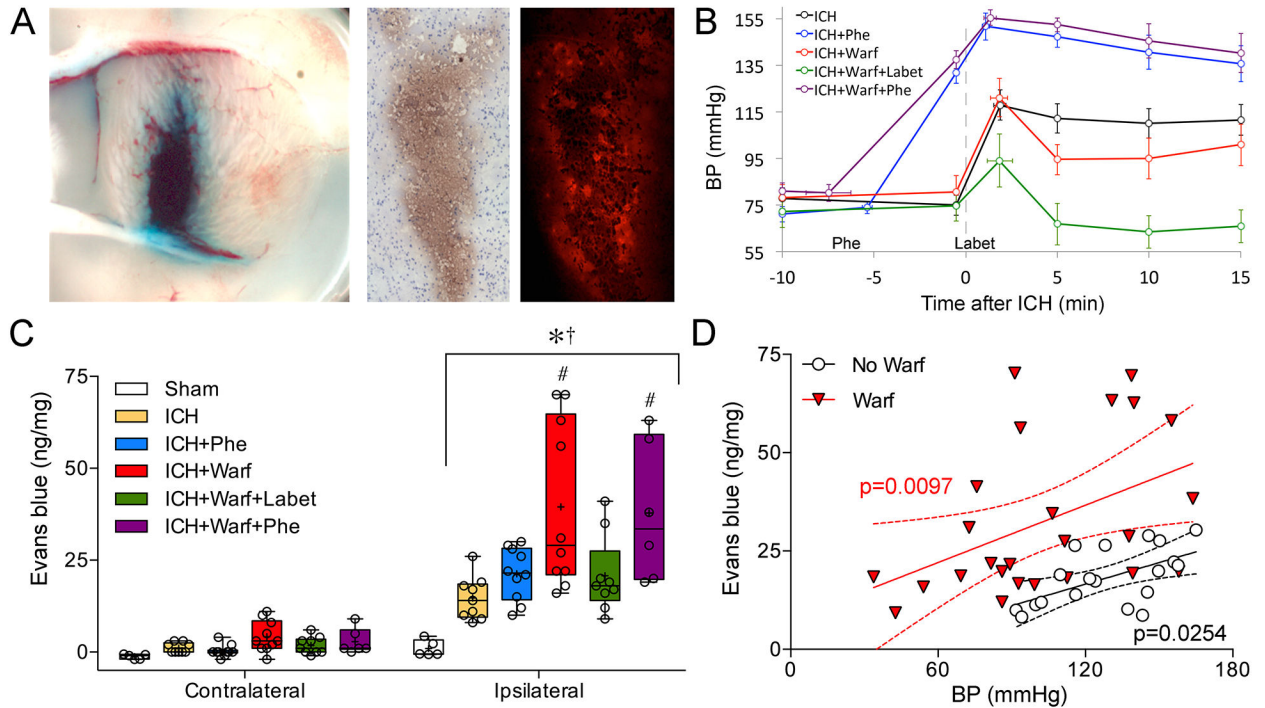 A
B
155
135
115
95
75
55
BP (mmHg)
ICH
ICH+Phe
ICH+Warf
ICH+Warf+Labet
ICH+Warf+Phe
Phe
Labet
-10
-5
0
5
10
15
Time after ICH (min)
C
*†
75
50
25
0
Evans blue (ng/mg)
Sham
ICH
ICH+Phe
ICH+Warf
ICH+Warf+Labet
ICH+Warf+Phe
#
#
Contralateral
Ipsilateral
D
75
50
25
0
Evans blue (ng/mg)
No Warf
Warf
p=0.0097
p=0.0254
0
60
120
180
BP (mmHg)